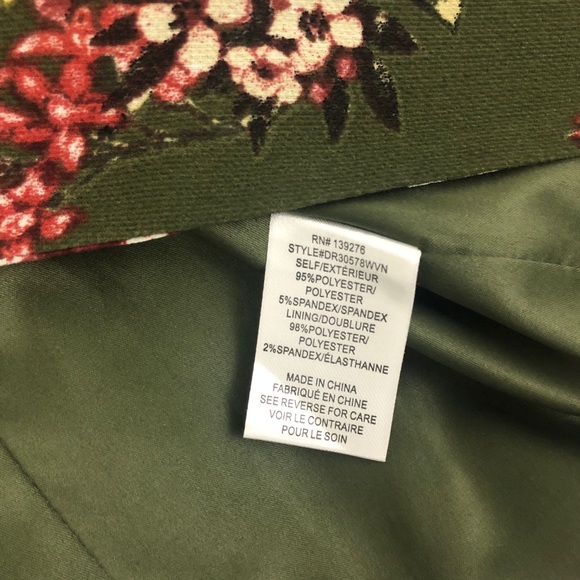 RN# 139276
STYLE#DR30578WVN
SELF/EXTÉRIEUR
95%POLYESTER/
POLYESTER
5%SPANDEX/SPANDEX
LINING/DOUBLURE
98%POLYESTER/
POLYESTER
2%SPANDEX/ÉLASTHANNE
MADE IN CHINA
FABRIQUÉ EN CHINE
SEE REVERSE FOR CARE
VOIR LE CONTRAIRE
POUR LE SOIN